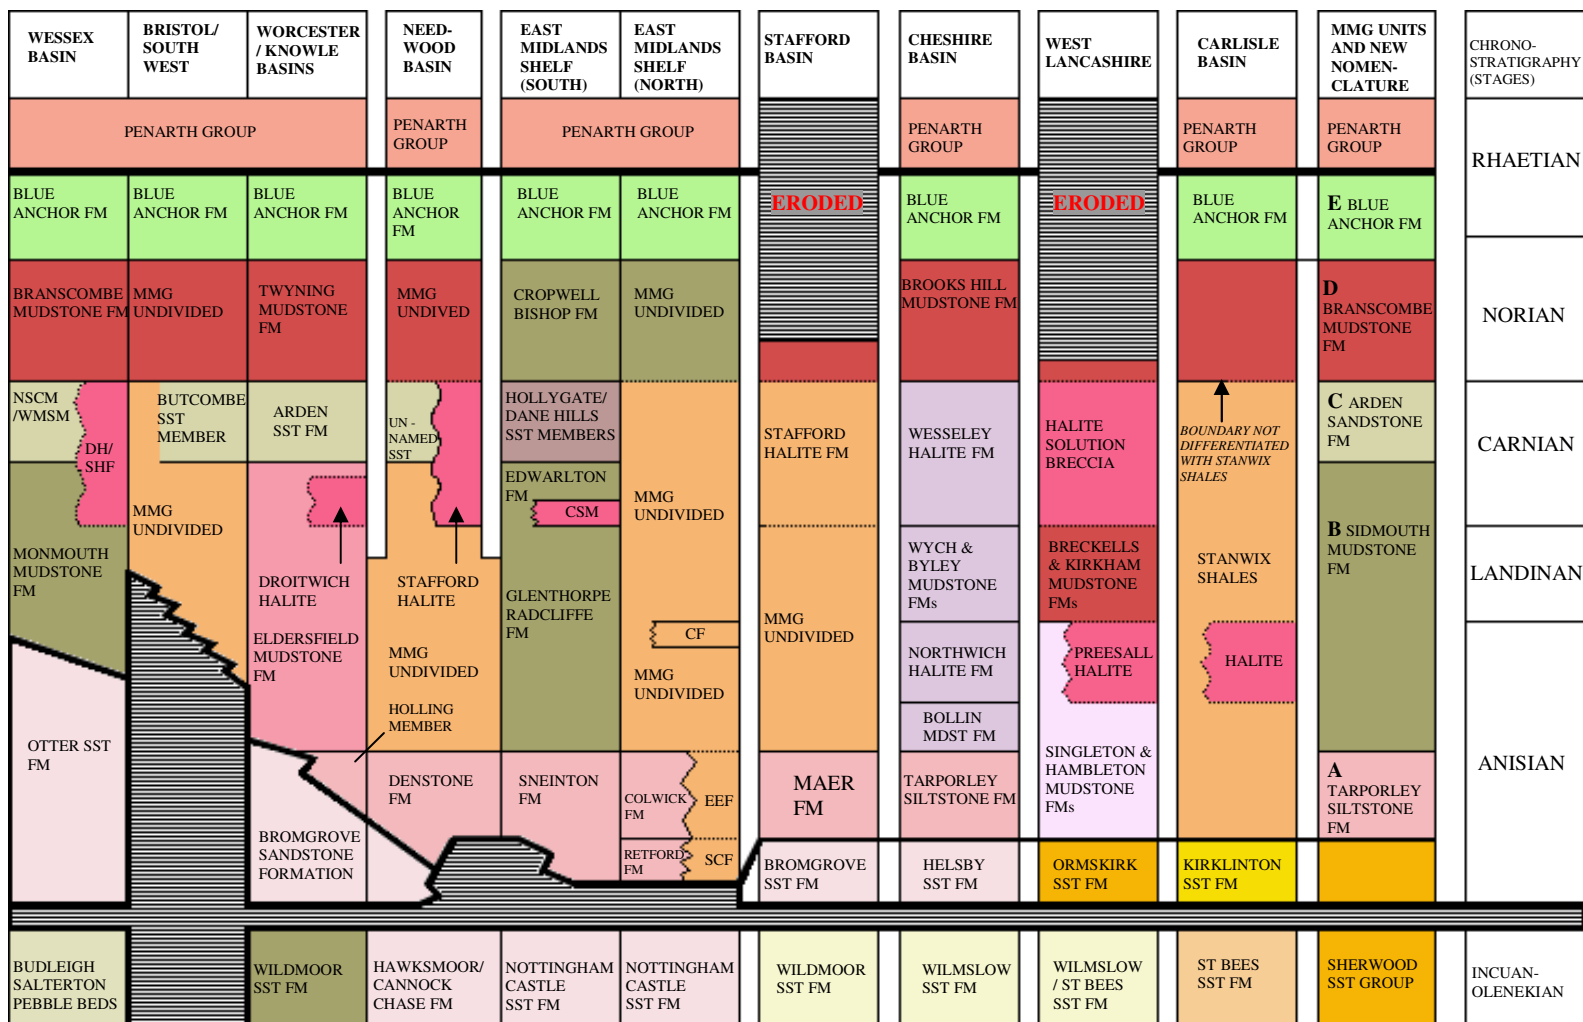 WESSEX
BASIN
BRISTOL/
SOUTH
WEST
WORCESTER
/ KNOWLE
BASINS
NEED-
WOOD
BASIN
EAST
MIDLANDS
SHELF
(SOUTH)
EAST
MIDLANDS
SHELF
(NORTH)
STAFFORD
BASIN
CHESHIRE
BASIN
WEST
LANCASHIRE
CARLISLE
BASIN
MMG UNITS
AND NEW
NOMEN-
CLATURE
CHRONO-
STRATIGRAPHY
(STAGES)
PENARTH GROUP
PENARTH
GROUP
PENARTH GROUP
PENARTH
GROUP
PENARTH
GROUP
PENARTH
GROUP
RHAETIAN
BLUE
ANCHOR FM
BLUE
ANCHOR FM
BLUE
ANCHOR FM
BLUE
ANCHOR
FM
BLUE
ANCHOR FM
BLUE
ANCHOR FM
ERODED
BLUE
ANCHOR FM
ERODED
BLUE
ANCHOR FM
E BLUE
ANCHOR FM
BRANSCOMBE
MUDSTONE FM
MMG
UNDIVIDED
TWYNING
MUDSTONE
FM
MMG
UNDIVED
CROPWELL
BISHOP FM
MMG
UNDIVIDED
BROOKS HILL
MUDSTONE FM
D
BRANSCOMBE
MUDSTONE
FM
NORIAN
NSCM
/WMSM
DH/
SHF
BUTCOMBE
SST
MEMBER
ARDEN
SST FM
UN -
NAMED
SST
HOLLYGATE/
DANE HILLS
SST MEMBERS
STAFFORD
HALITE FM
WESSELEY
HALITE FM
HALITE
SOLUTION
BRECCIA
BOUNDARY NOT
DIFFERENTIATED
WITH STANWIX
SHALES
C ARDEN
SANDSTONE
FM
CARNIAN
MMG
UNDIVIDED
EDWARLTON
FM
CSM
MMG
UNDIVIDED
MONMOUTH
MUDSTONE
FM
DROITWICH
HALITE
STAFFORD
HALITE
GLENTHORPE
RADCLIFFE
FM
WYCH &
BYLEY
MUDSTONE
FMs
BRECKELLS
& KIRKHAM
MUDSTONE
FMs
STANWIX
SHALES
B SIDMOUTH
MUDSTONE
FM
LANDINAN
ELDERSFIELD
MUDSTONE
FM
MMG
UNDIVIDED
CF
MMG
UNDIVIDED
MMG
UNDIVIDED
NORTHWICH
HALITE FM
PREESALL
HALITE
HALITE
HOLLING
MEMBER
BOLLIN
MDST FM
OTTER SST
FM
DENSTONE
FM
SNEINTON
FM
COLWICK
FM
EEF
MAER
FM
TARPORLEY
SILTSTONE FM
SINGLETON &
HAMBLETON
MUDSTONE
FMs
A
TARPORLEY
SILTSTONE
FM
ANISIAN
BROMGROVE
SANDSTONE
FORMATION
RETFORD
FM
SCF
BROMGROVE
SST FM
HELSBY
SST FM
ORMSKIRK
SST FM
KIRKLINTON
SST FM
BUDLEIGH
SALTERTON
PEBBLE BEDS
WILDMOOR
SST FM
HAWKSMOOR/
CANNOCK
CHASE FM
NOTTINGHAM
CASTLE
SST FM
NOTTINGHAM
CASTLE
SST FM
WILDMOOR
SST FM
WILMSLOW
SST FM
WILMSLOW
/ ST BEES
SST FM
ST BEES
SST FM
SHERWOOD
SST GROUP
INCUAN-
OLENEKIAN